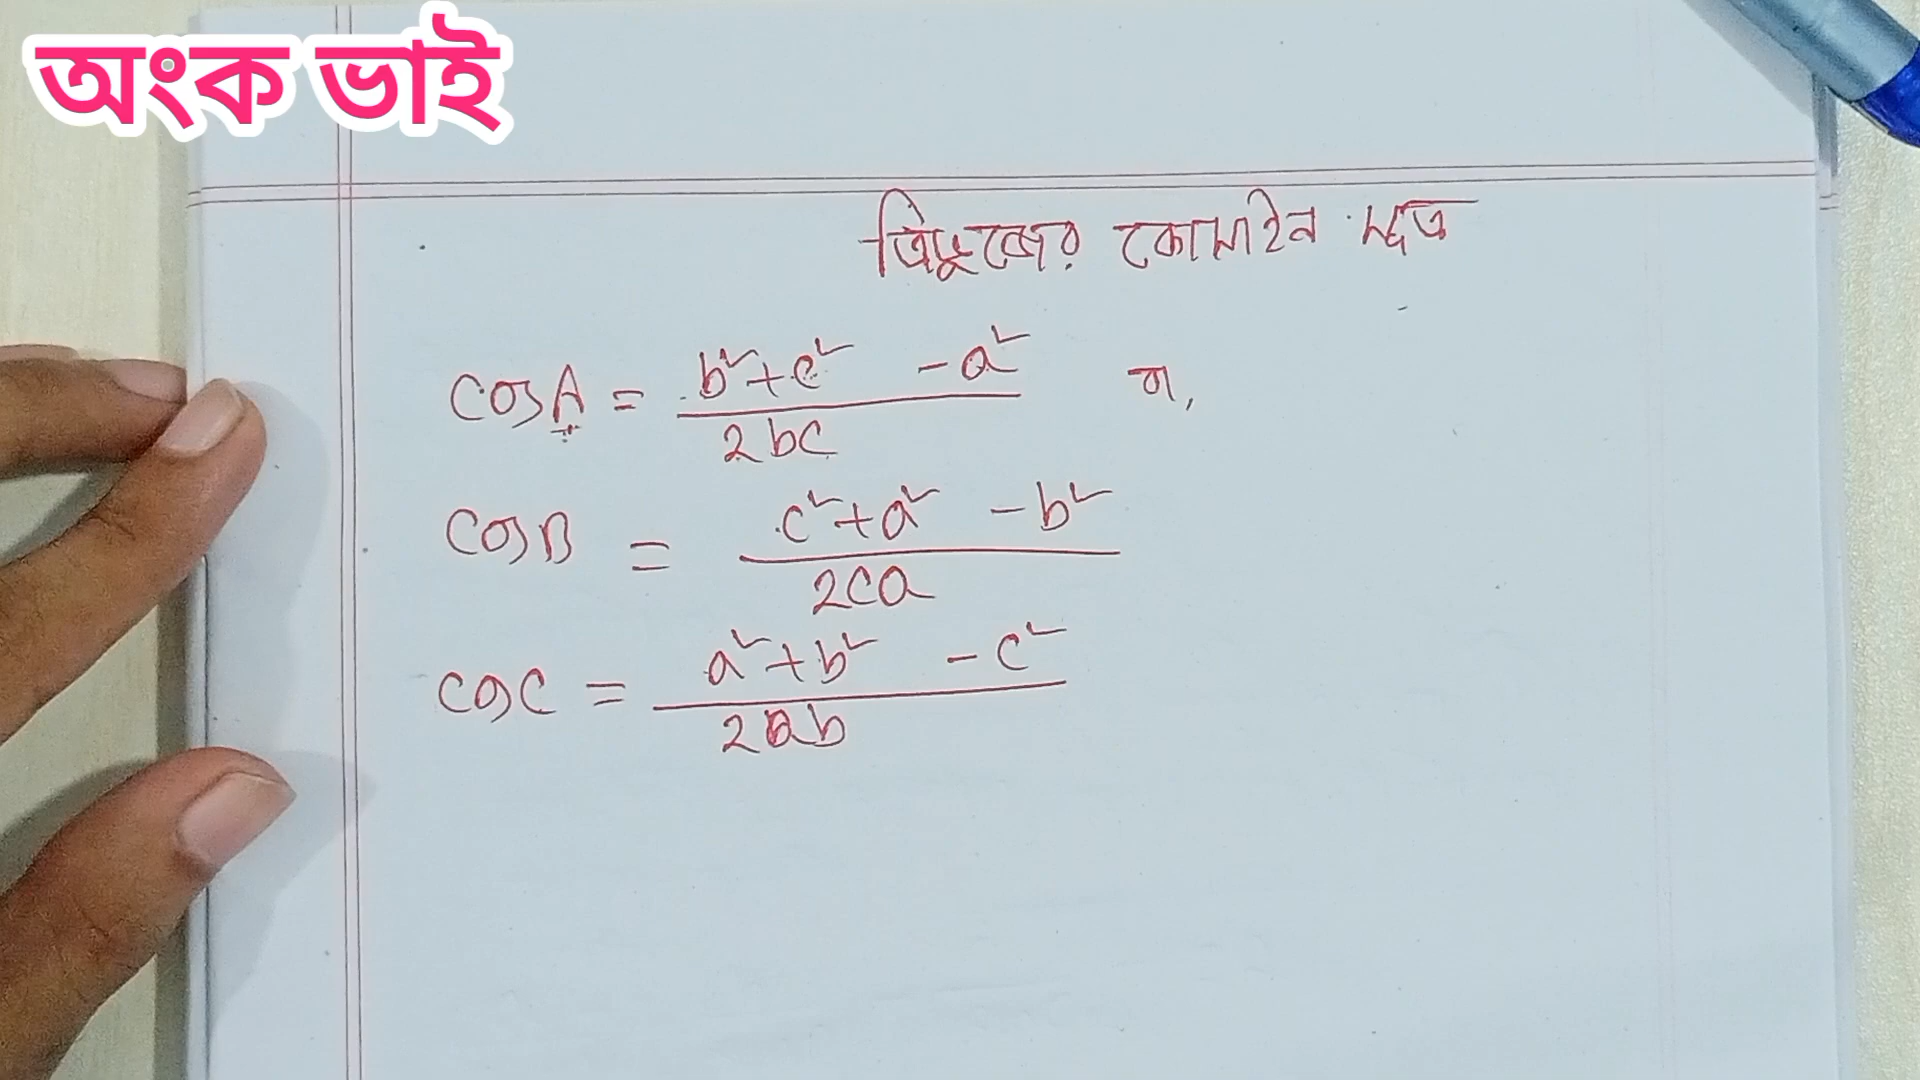 অংক ভাই
ত্রিভুজের কোসাইন সূত্র
cosA = b²+c² - a² / 2bc বা,
cosB = c²+a² - b² / 2ca
cosC = a²+b² - c² / 2ab